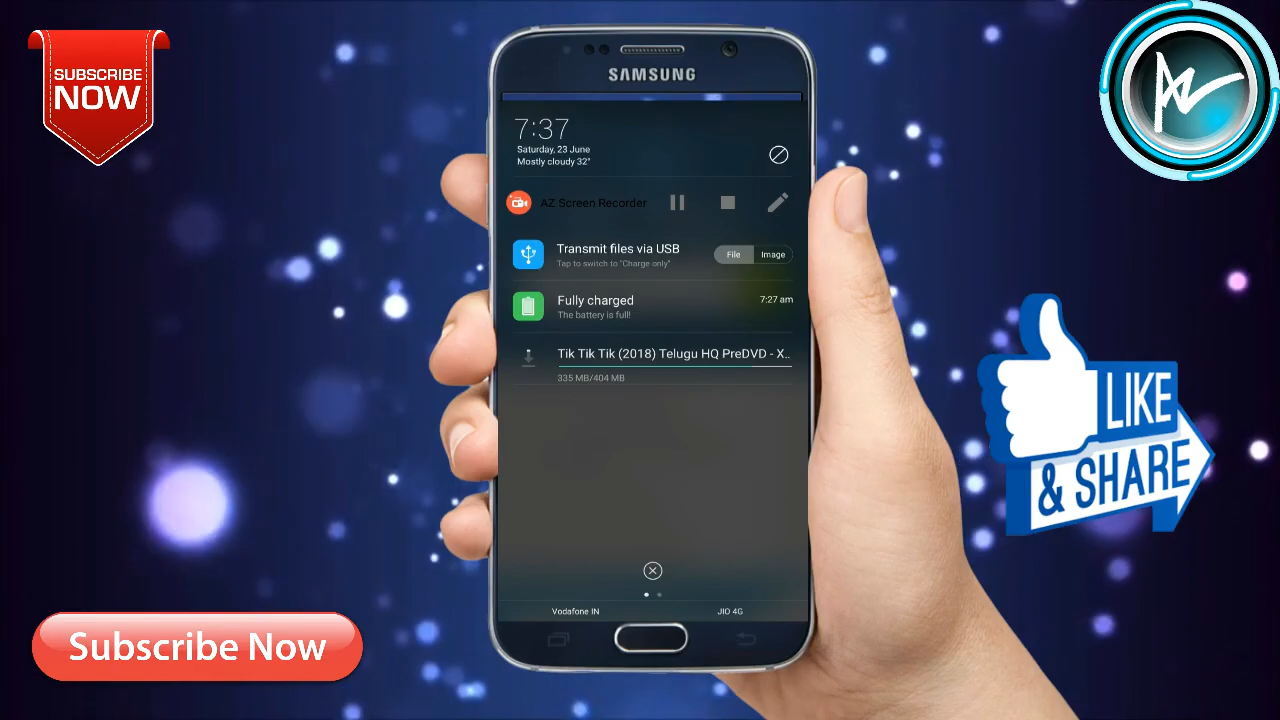 SUBSCRIBE
NOW
SAMSUNG
7:37
Saturday, 23 June
Mostly cloudy 32°
AZ Screen Recorder
Transmit files via USB
Tap to switch to "Charge only"
File
Image
Fully charged
7:27 am
The battery is full!
Tik Tik Tik (2018) Telugu HQ PreDVD - X..
335 MB/404 MB
Vodafone IN
JIO 4G
LIKE
& SHARE
Subscribe Now